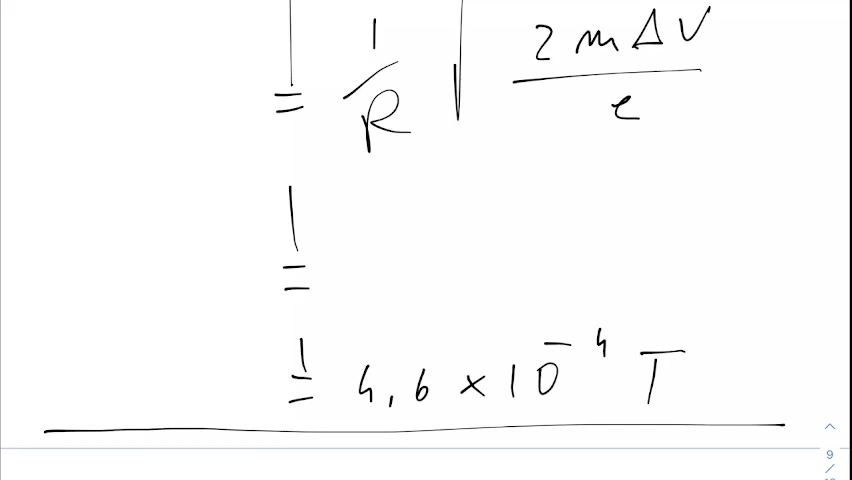 = 1/R √ 2mΔV/e
=
= 4,6 × 10⁻⁴ T
9
/